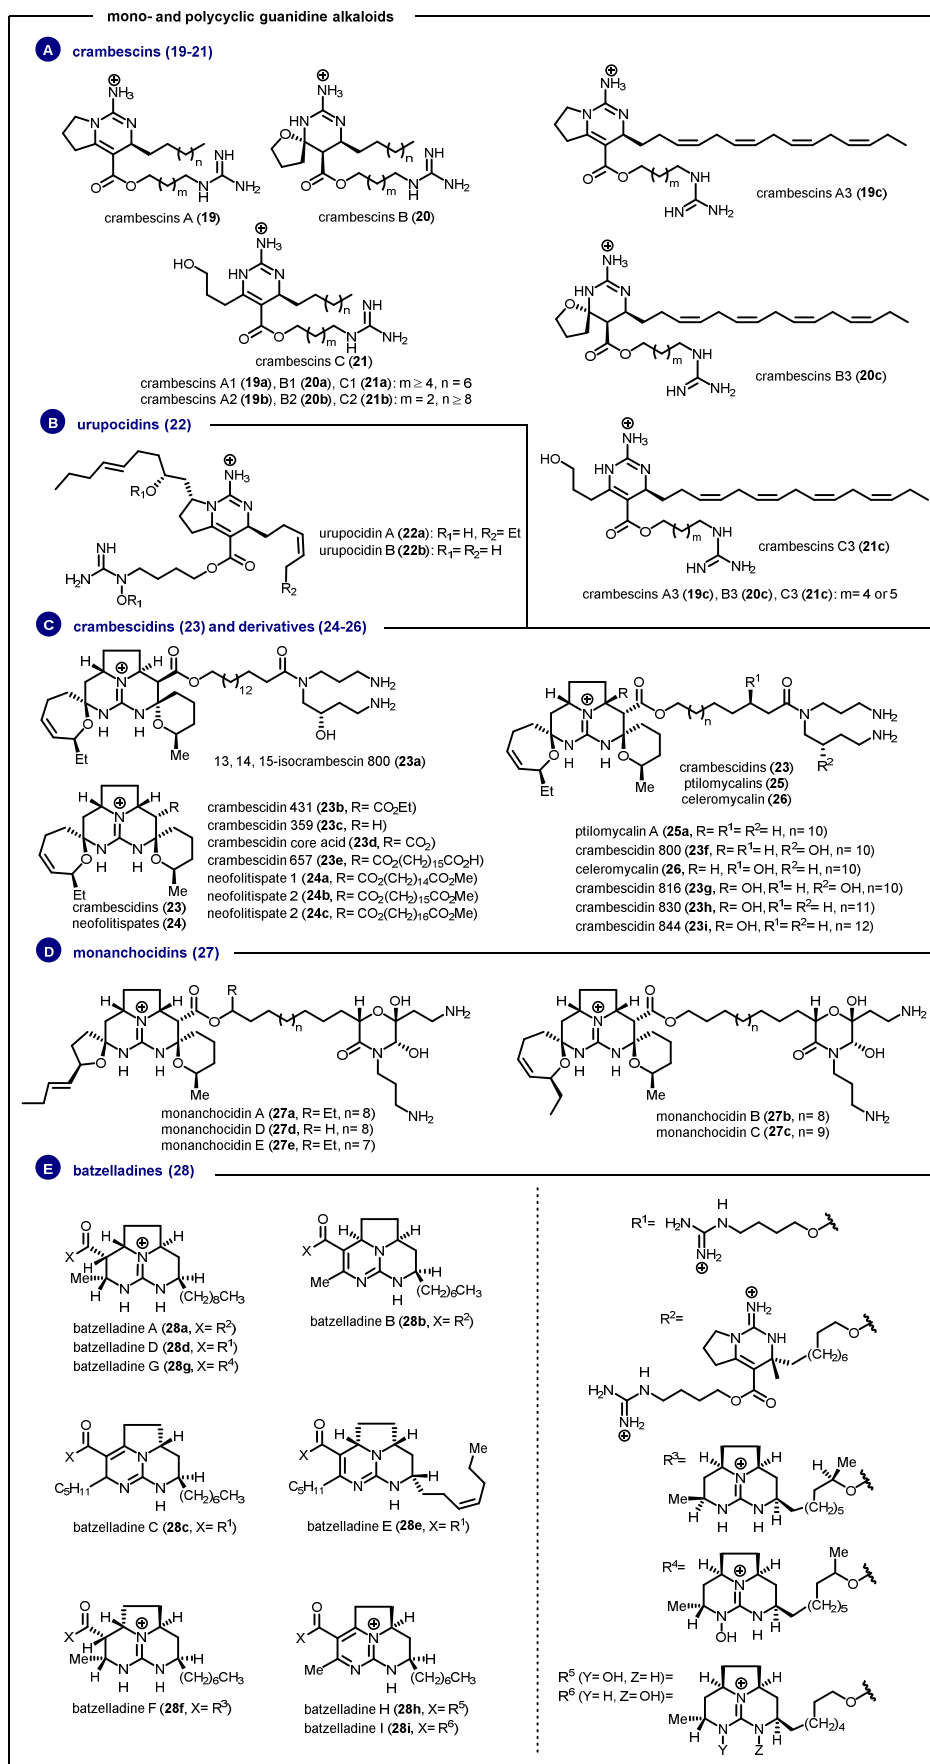 mono- and polycyclic guanidine alkaloids
A crambescins (19-21)
crambescins A (19)
crambescins B (20)
crambescins A3 (19c)
crambescins C (21)
crambescins A1 (19a), B1 (20a), C1 (21a): m ≥ 4, n = 6
crambescins A2 (19b), B2 (20b), C2 (21b): m = 2, n ≥ 8
crambescins B3 (20c)
B urupocidins (22)
urupocidin A (22a): R₁= H, R₂= Et
urupocidin B (22b): R₁= R₂= H
crambescins C3 (21c)
crambescins A3 (19c), B3 (20c), C3 (21c): m= 4 or 5
C crambescidins (23) and derivatives (24-26)
13, 14, 15-isocrambescin 800 (23a)
crambescidins (23)
ptilomycalins (25)
celeromycalin (26)
crambescidin 431 (23b, R= CO₂Et)
crambescidin 359 (23c, R= H)
crambescidin core acid (23d, R= CO₂)
crambescidin 657 (23e, R= CO₂(CH₂)₁₅CO₂H)
neofolitispate 1 (24a, R= CO₂(CH₂)₁₄CO₂Me)
neofolitispate 2 (24b, R= CO₂(CH₂)₁₅CO₂Me)
neofolitispate 2 (24c, R= CO₂(CH₂)₁₆CO₂Me)
crambescidins (23)
neofolitispates (24)
ptilomycalin A (25a, R= R¹= R²= H, n= 10)
crambescidin 800 (23f, R= R¹= H, R²= OH, n= 10)
celeromycalin (26, R= H, R¹= OH, R²= H, n=10)
crambescidin 816 (23g, R= OH, R¹= H, R²= OH, n=10)
crambescidin 830 (23h, R= OH, R¹= R²= H, n=11)
crambescidin 844 (23i, R= OH, R¹= R²= H, n= 12)
D monanchocidins (27)
monanchocidin A (27a, R= Et, n= 8)
monanchocidin D (27d, R= H, n= 8)
monanchocidin E (27e, R= Et, n= 7)
monanchocidin B (27b, n= 8)
monanchocidin C (27c, n= 9)
E batzelladines (28)
batzelladine A (28a, X= R²)
batzelladine D (28d, X= R¹)
batzelladine G (28g, X= R⁴)
batzelladine B (28b, X= R²)
batzelladine C (28c, X= R¹)
batzelladine E (28e, X= R¹)
batzelladine F (28f, X= R³)
batzelladine H (28h, X= R⁵)
batzelladine I (28i, X= R⁶)
R¹=
R²=
R³=
R⁴=
R⁵ (Y= OH, Z= H)=
R⁶ (Y= H, Z= OH)=